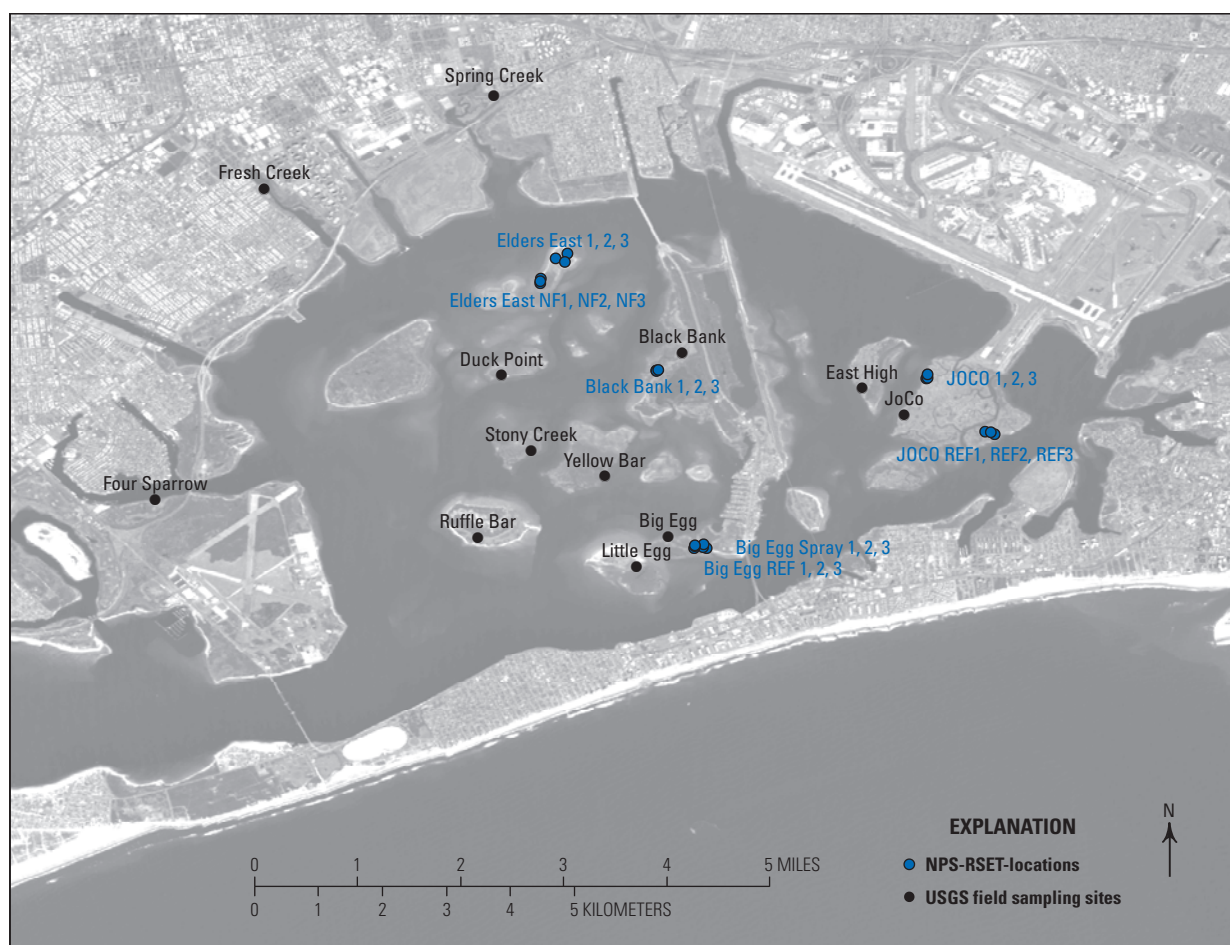 Spring Creek
Fresh Creek
Elders East 1, 2, 3
Elders East NF1, NF2, NF3
Black Bank
Duck Point
Black Bank 1, 2, 3
East High
JOCO 1, 2, 3
JoCo
Stony Creek
JOCO REF1, REF2, REF3
Yellow Bar
Four Sparrow
Ruffle Bar
Big Egg
Little Egg
Big Egg Spray 1, 2, 3
Big Egg REF 1, 2, 3
N
EXPLANATION
NPS-RSET-locations
USGS field sampling sites
0 1 2 3 4 5 MILES
0 1 2 3 4 5 KILOMETERS